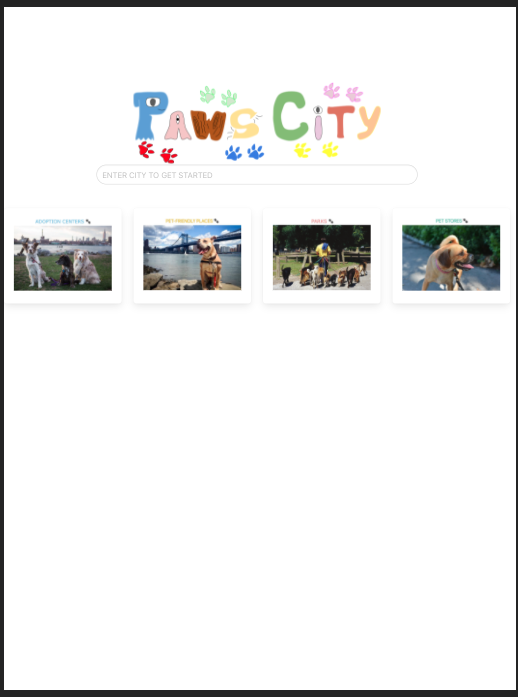 PAWS CiTY
ENTER CITY TO GET STARTED
ADOPTION CENTERS
PET-FRIENDLY PLACES
PARKS
PET STORES